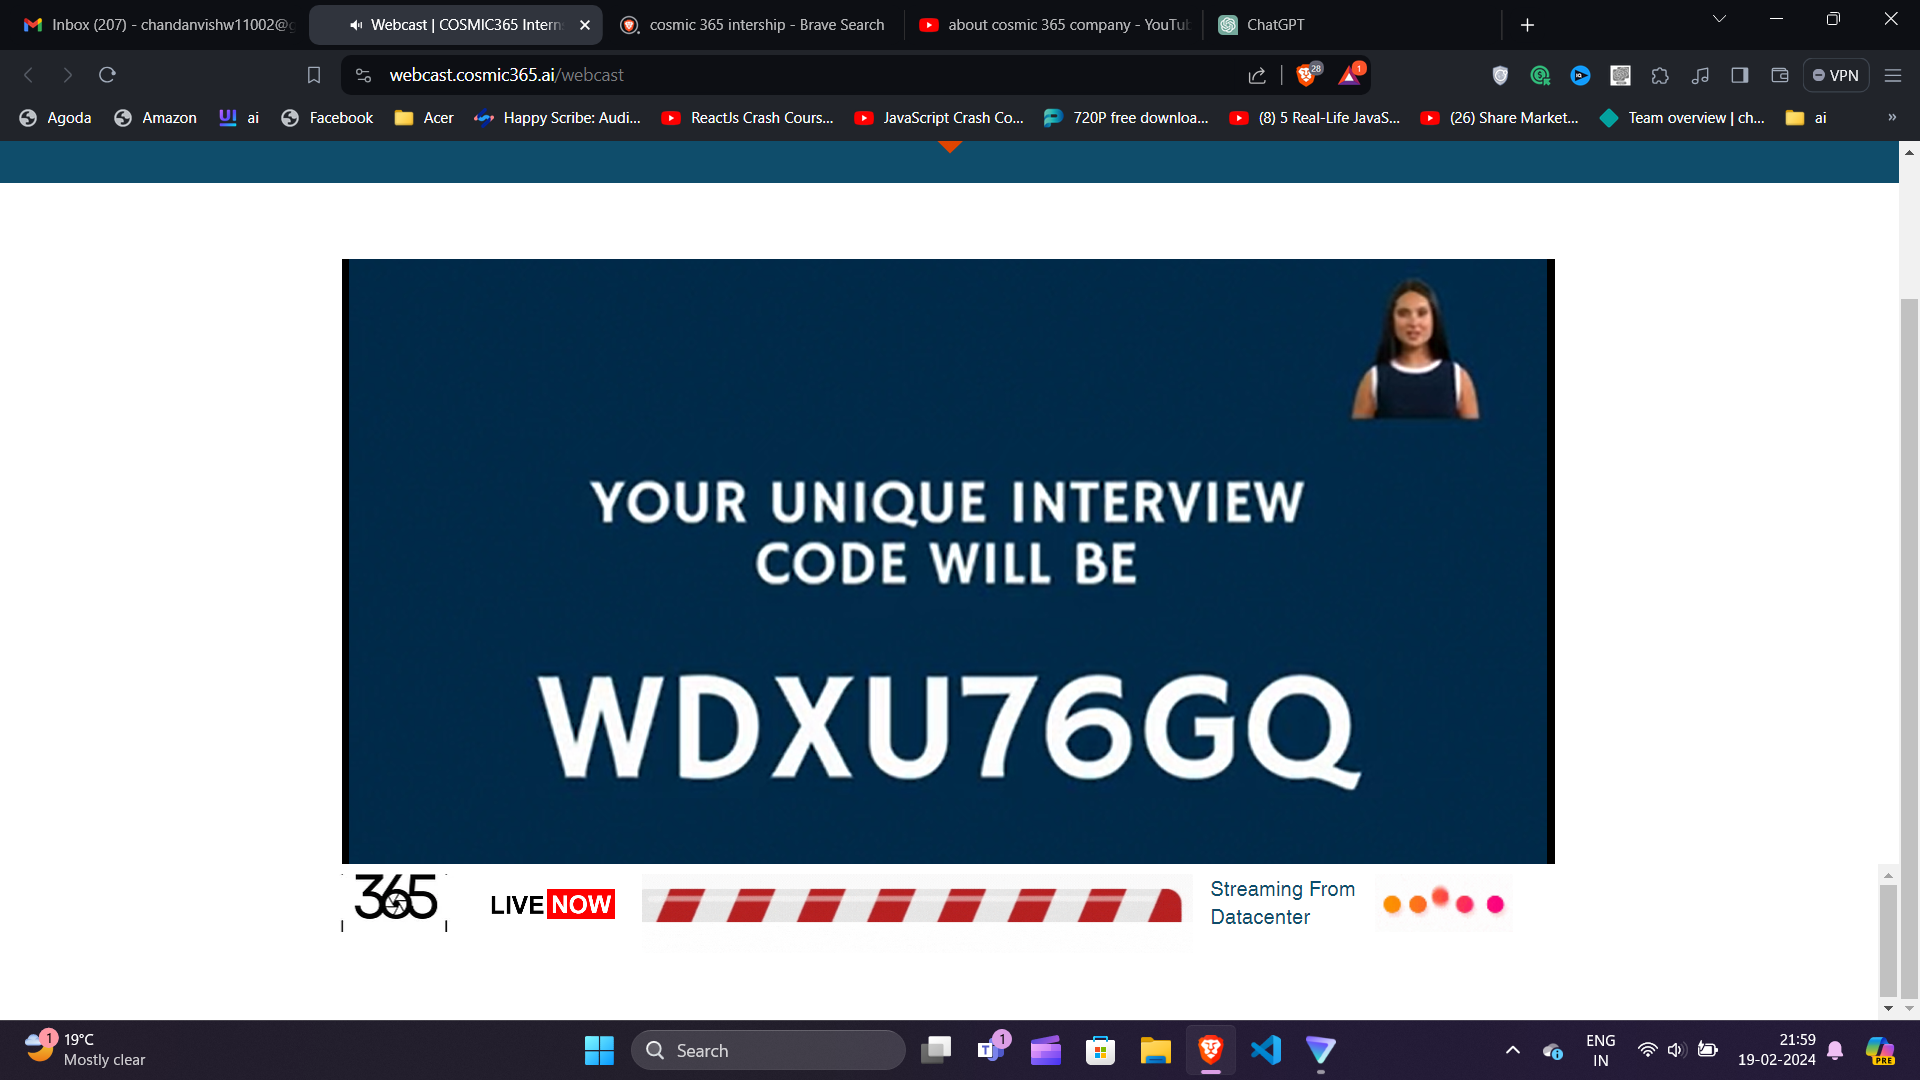 Inbox (207) - chandanvishw11002@g
Webcast | COSMIC365 Intern
cosmic 365 intership - Brave Search
about cosmic 365 company - YouTub
ChatGPT
webcast.cosmic365.ai/webcast
28
1
VPN
Agoda
Amazon
U!
ai
Facebook
Acer
Happy Scribe: Audi...
ReactJs Crash Cours...
JavaScript Crash Co...
720P free downloa...
(8) 5 Real-Life JavaS...
(26) Share Market...
Team overview | ch...
ai
»
YOUR UNIQUE INTERVIEW
CODE WILL BE
WDXU76GQ
365
LIVE NOW
Streaming From
Datacenter
1
19°C
Mostly clear
Search
1
ENG
IN
21:59
19-02-2024
PRE